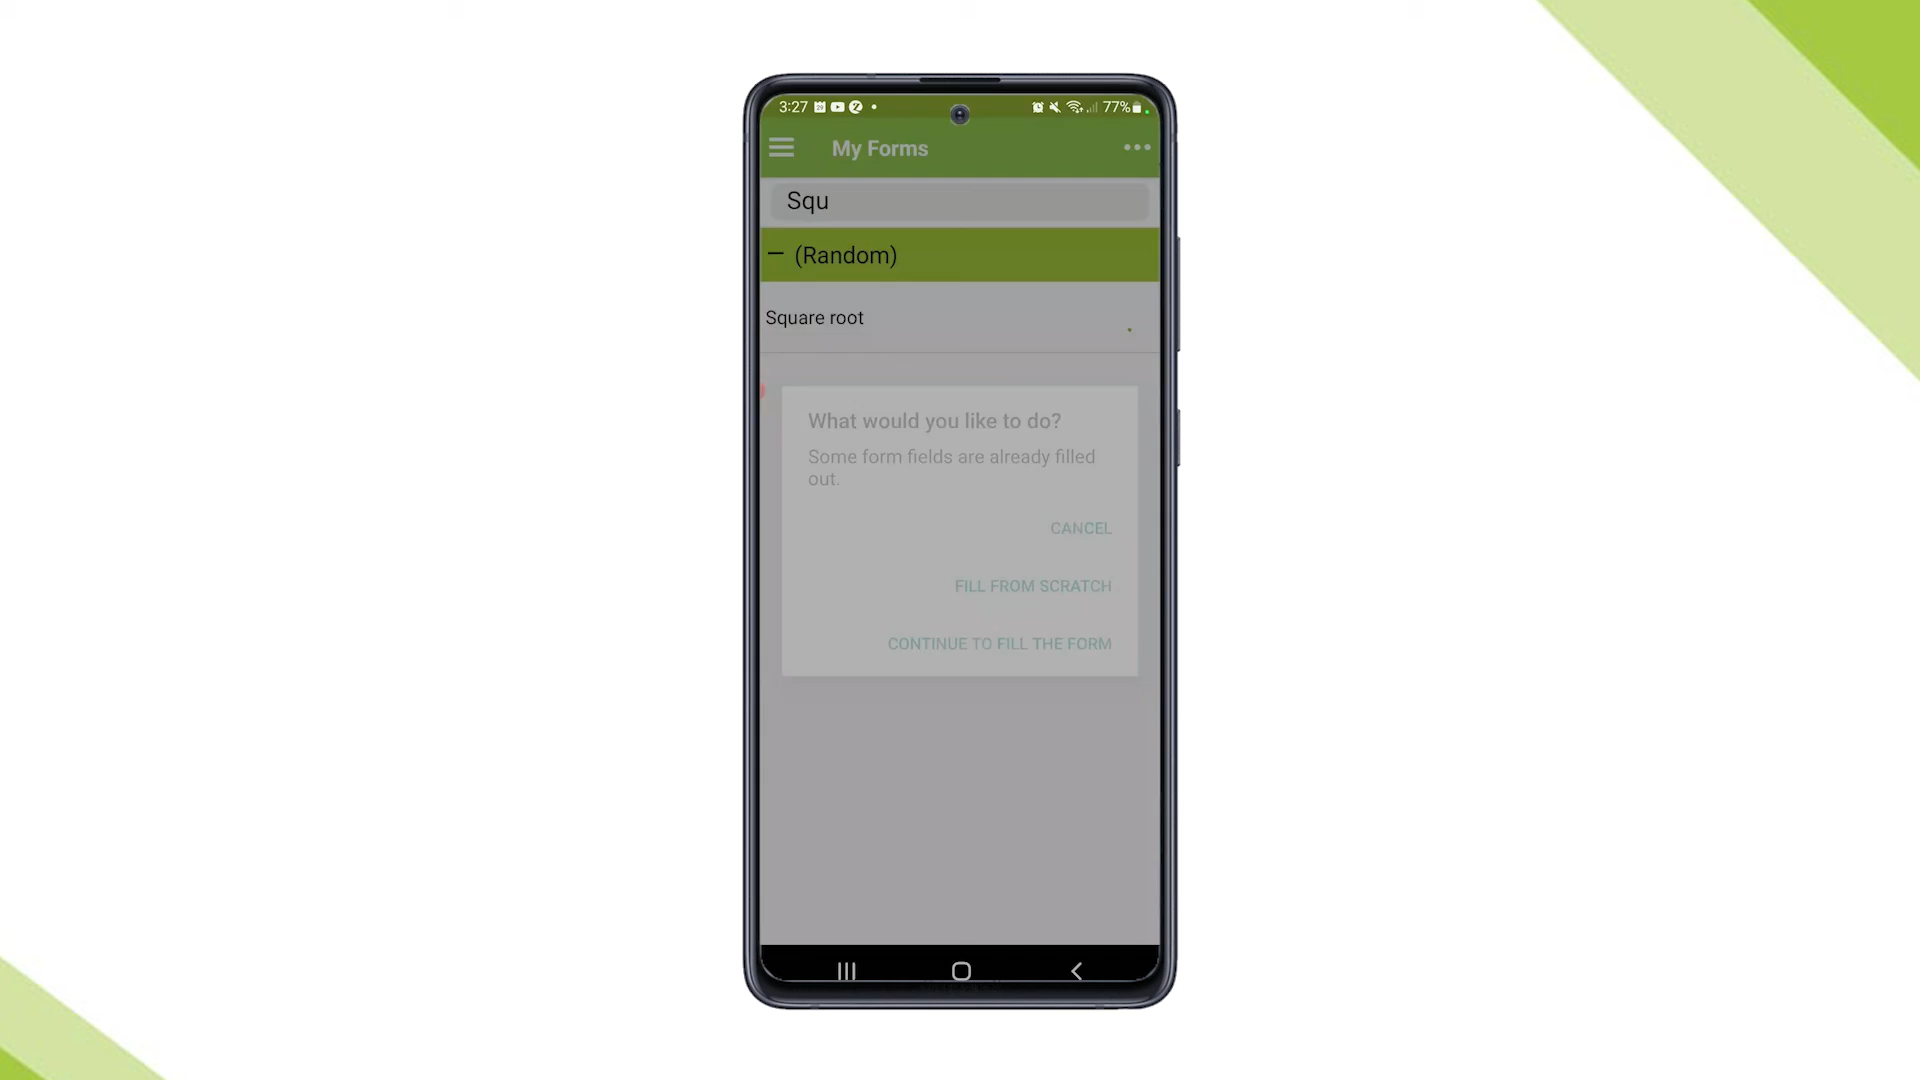 3:27 77%
My Forms
Squ
(Random)
Square root
What would you like to do?
Some form fields are already filled
out.
CANCEL
FILL FROM SCRATCH
CONTINUE TO FILL THE FORM